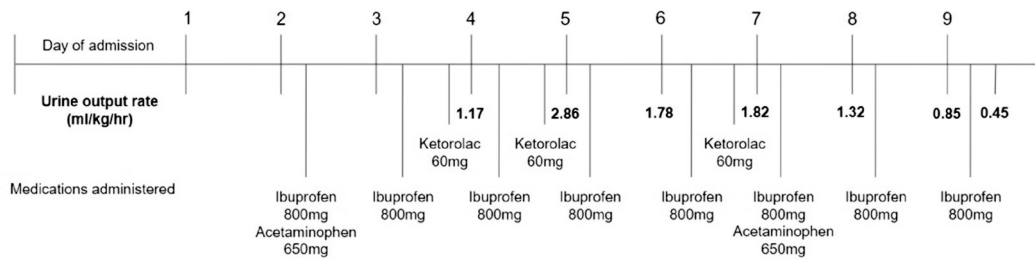 1 2 3 4 5 6 7 8 9
Day of admission
Urine output rate
(ml/kg/hr)
1.17 2.86 1.78 1.82 1.32 0.85 0.45
Ketorolac
60mg
Ketorolac
60mg
Ketorolac
60mg
Medications administered
Ibuprofen
800mg
Acetaminophen
650mg
Ibuprofen
800mg
Ibuprofen
800mg
Ibuprofen
800mg
Ibuprofen
800mg
Ibuprofen
800mg
Acetaminophen
650mg
Ibuprofen
800mg
Ibuprofen
800mg